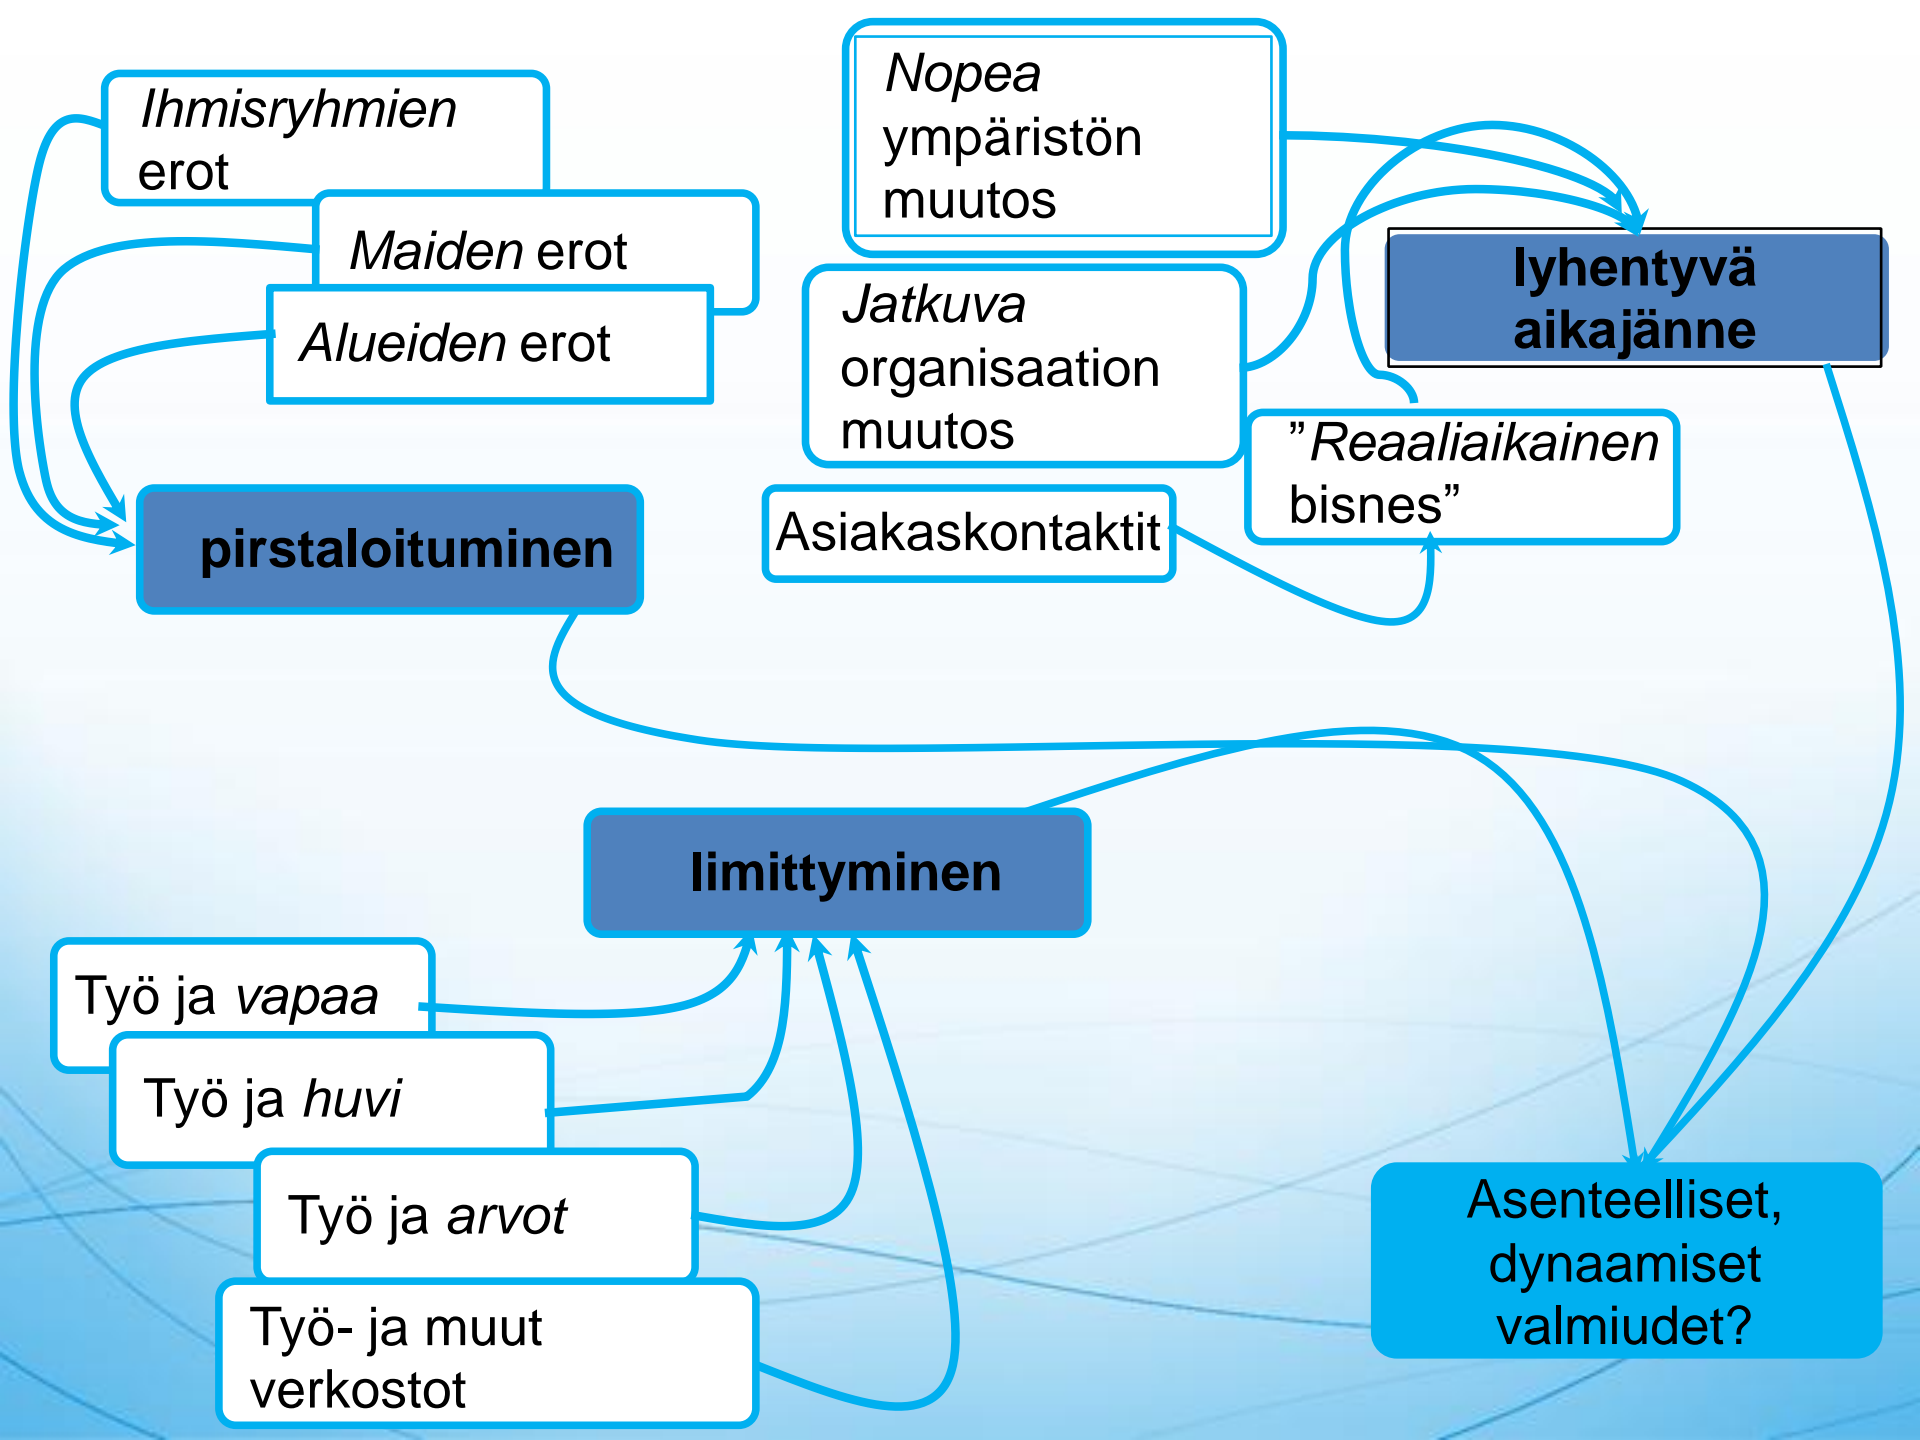 Ihmisryhmien
erot
Maiden erot
Alueiden erot
pirstaloituminen
Nopea
ympäristön
muutos
Jatkuva
organisaation
muutos
Asiakaskontaktit
”Reaaliaikainen
bisnes”
lyhentyvä
aikajänne
limittyminen
Työ ja vapaa
Työ ja huvi
Työ ja arvot
Työ- ja muut
verkostot
Asenteelliset,
dynaamiset
valmiudet?